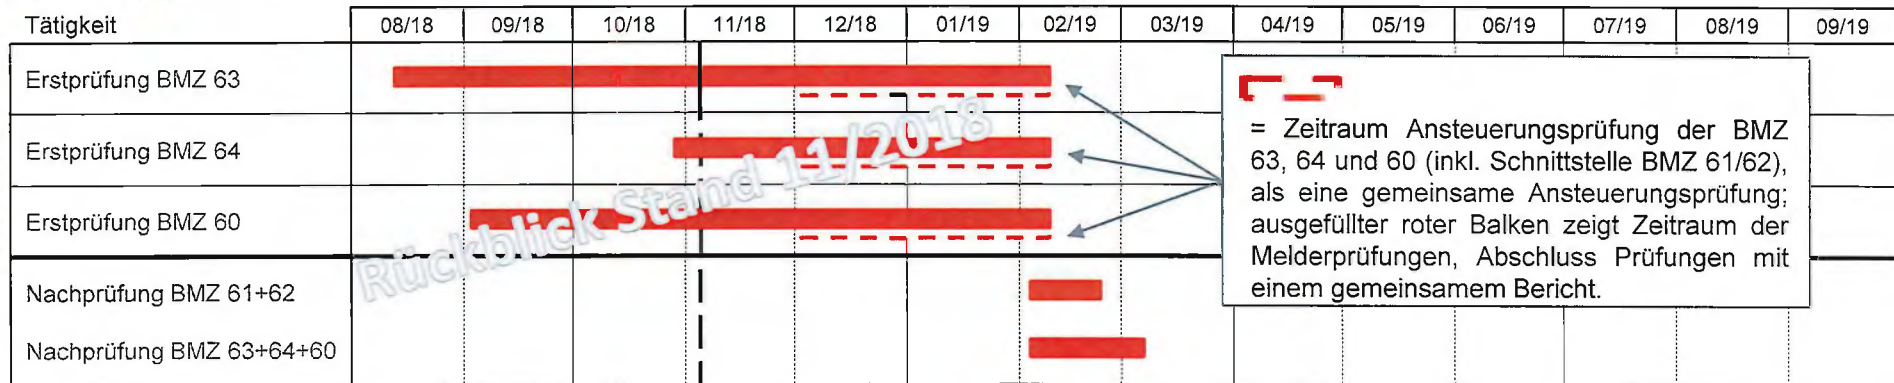 Tätigkeit 08/18 09/18 10/18 11/18 12/18 01/19 02/19 03/19 04/19 05/19 06/19 07/19 08/19 09/19
Erstprüfung BMZ 63
Erstprüfung BMZ 64
Erstprüfung BMZ 60
Nachprüfung BMZ 61+62
Nachprüfung BMZ 63+64+60
Rückblick Stand 11/2018
= Zeitraum Ansteuerungsprüfung der BMZ
63, 64 und 60 (inkl. Schnittstelle BMZ 61/62),
als eine gemeinsame Ansteuerungsprüfung;
ausgefüllter roter Balken zeigt Zeitraum der
Melderprüfungen, Abschluss Prüfungen mit
einem gemeinsamem Bericht.